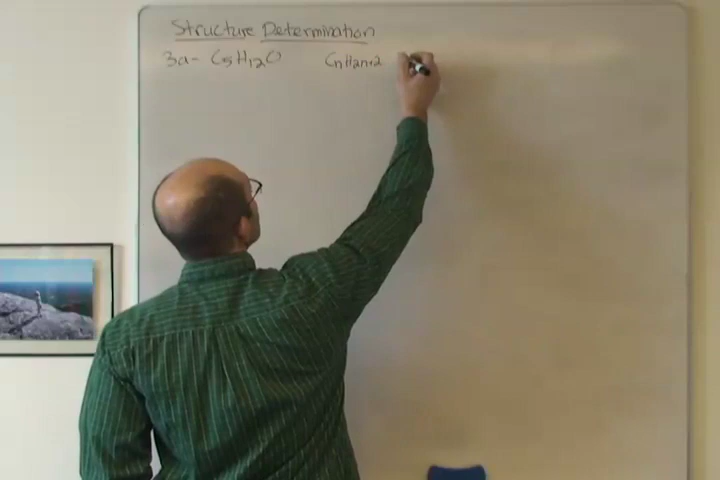 Structure Determination
3a- C5H12O CnH2n+2